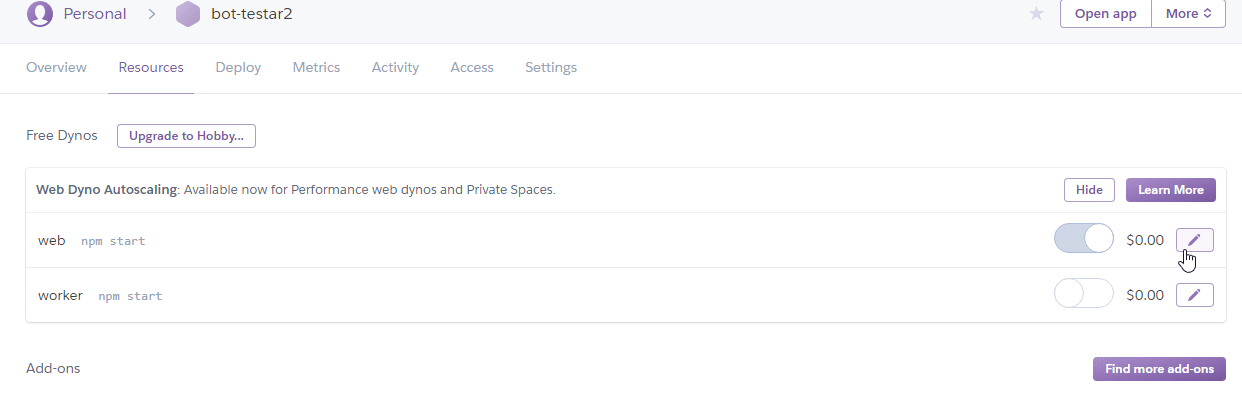 Personal > bot-testar2 Open app More
Overview Resources Deploy Metrics Activity Access Settings
Free Dynos Upgrade to Hobby...
Web Dyno Autoscaling: Available now for Performance web dynos and Private Spaces. Hide Learn More
web npm start $0.00
worker npm start $0.00
Add-ons Find more add-ons